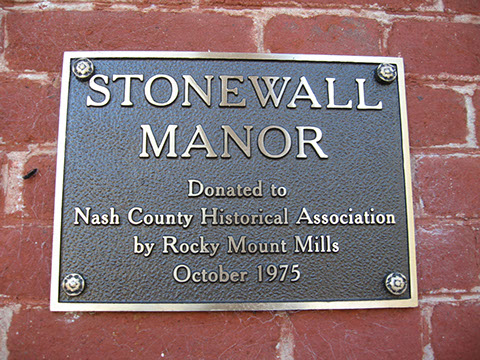 STONEWALL
MANOR
Donated to
Nash County Historical Association
by Rocky Mount Mills
October 1975